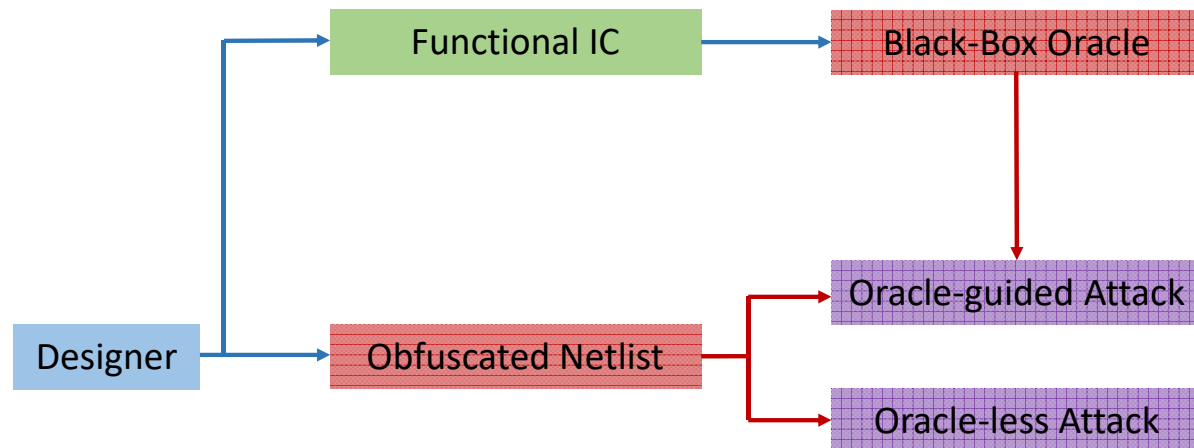 Functional IC
Black-Box Oracle
Oracle-guided Attack
Designer
Obfuscated Netlist
Oracle-less Attack